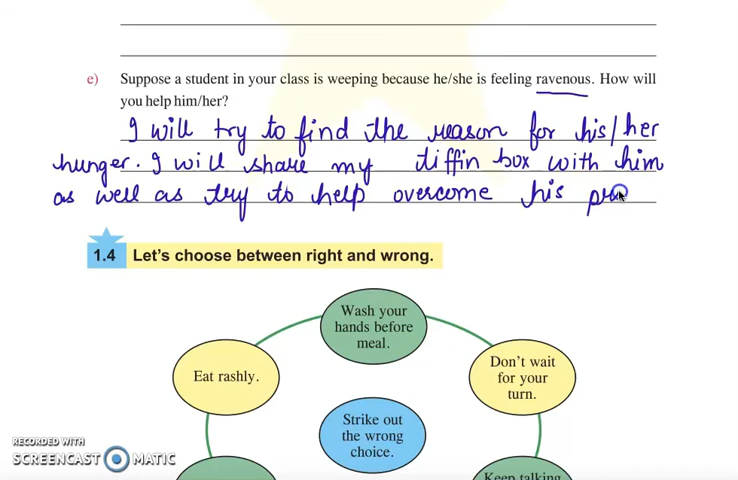 e) Suppose a student in your class is weeping because he/she is feeling ravenous. How will
you help him/her?
I will try to find the reason for his/her
hunger. I will share my tiffin box with him
as well as try to help overcome his
1.4 Let's choose between right and wrong.
Wash your
hands before
meal.
Eat rashly.
Don't wait
for your
turn.
Strike out
the wrong
choice.
Keep talking
RECORDED WITH
SCREENCAST MATIC